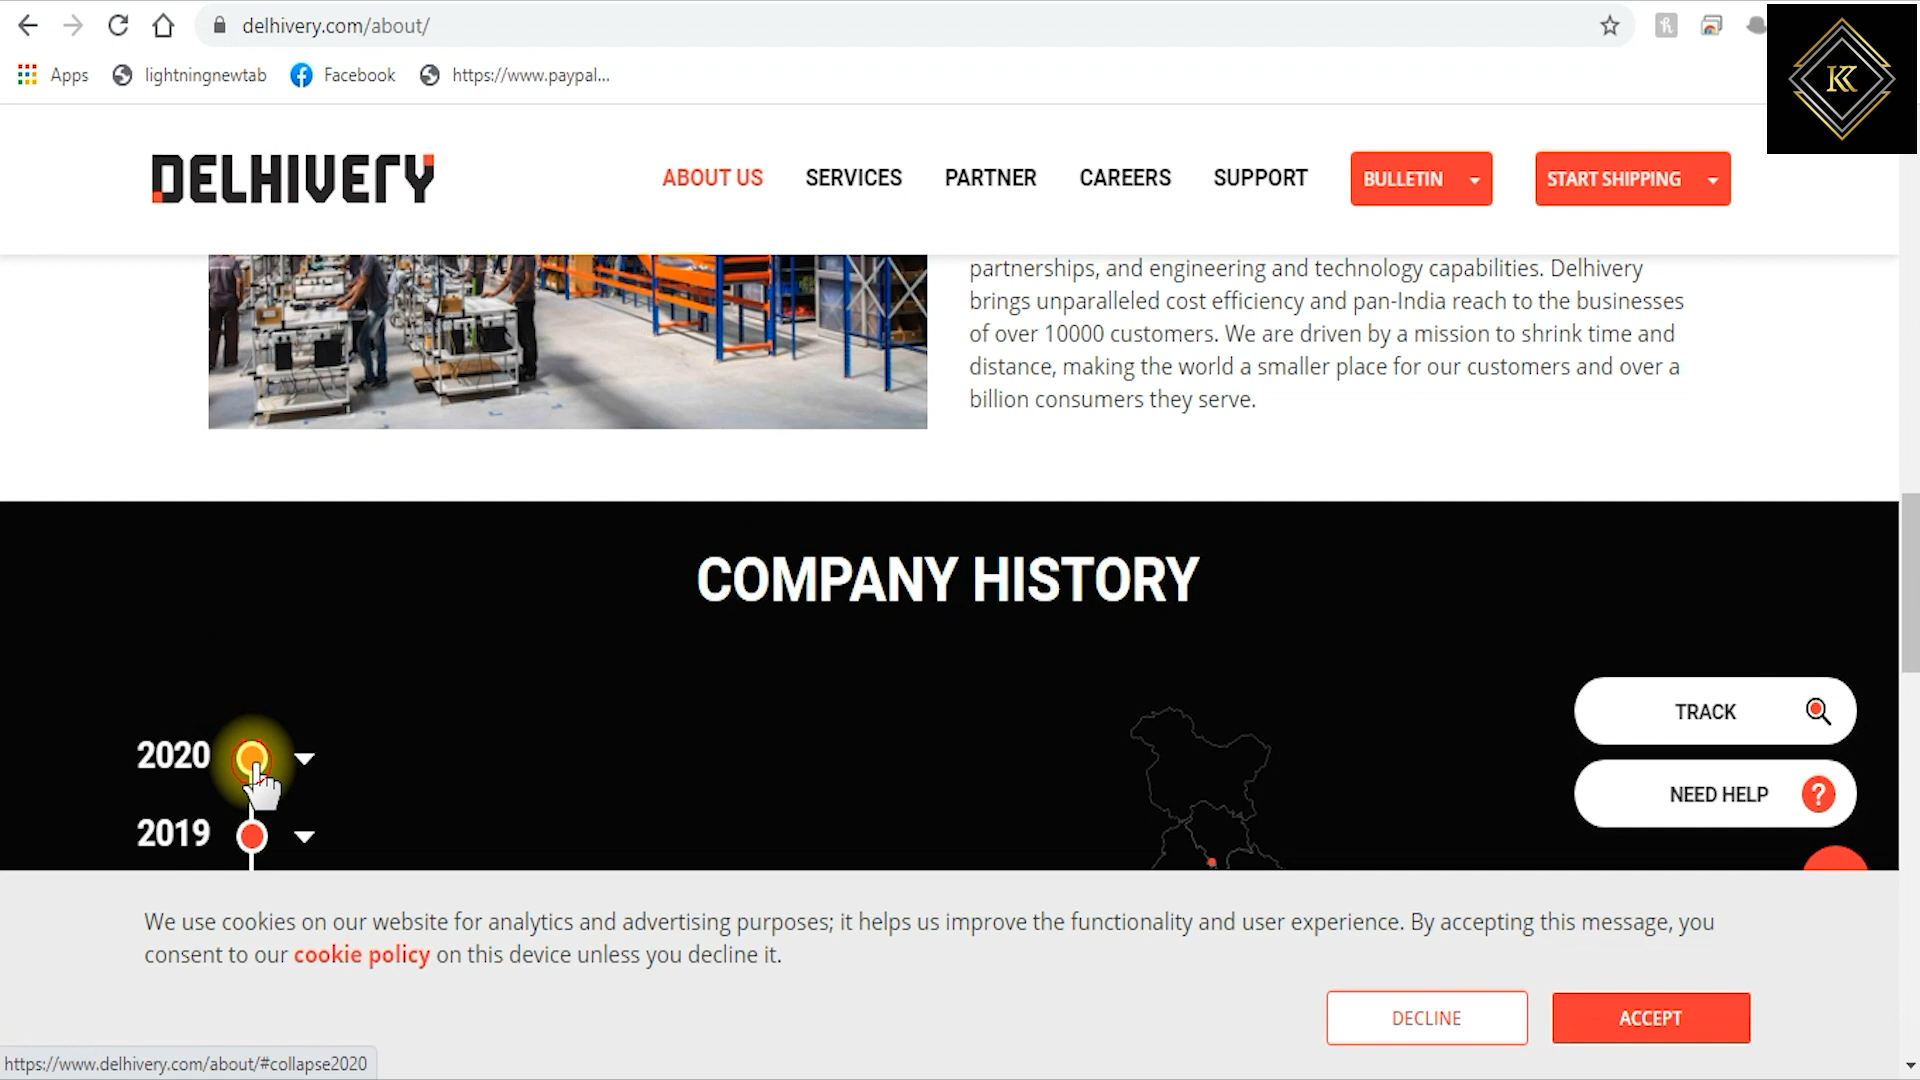 delhivery.com/about/
Apps lightningnewtab Facebook https://www.paypal...
DELHIVERY
ABOUT US SERVICES PARTNER CAREERS SUPPORT BULLETIN START SHIPPING
partnerships, and engineering and technology capabilities. Delhivery
brings unparalleled cost efficiency and pan-India reach to the businesses
of over 10000 customers. We are driven by a mission to shrink time and
distance, making the world a smaller place for our customers and over a
billion consumers they serve.
COMPANY HISTORY
TRACK
2020
NEED HELP ?
2019
We use cookies on our website for analytics and advertising purposes; it helps us improve the functionality and user experience. By accepting this message, you
consent to our cookie policy on this device unless you decline it.
DECLINE ACCEPT
https://www.delhivery.com/about/#collapse2020